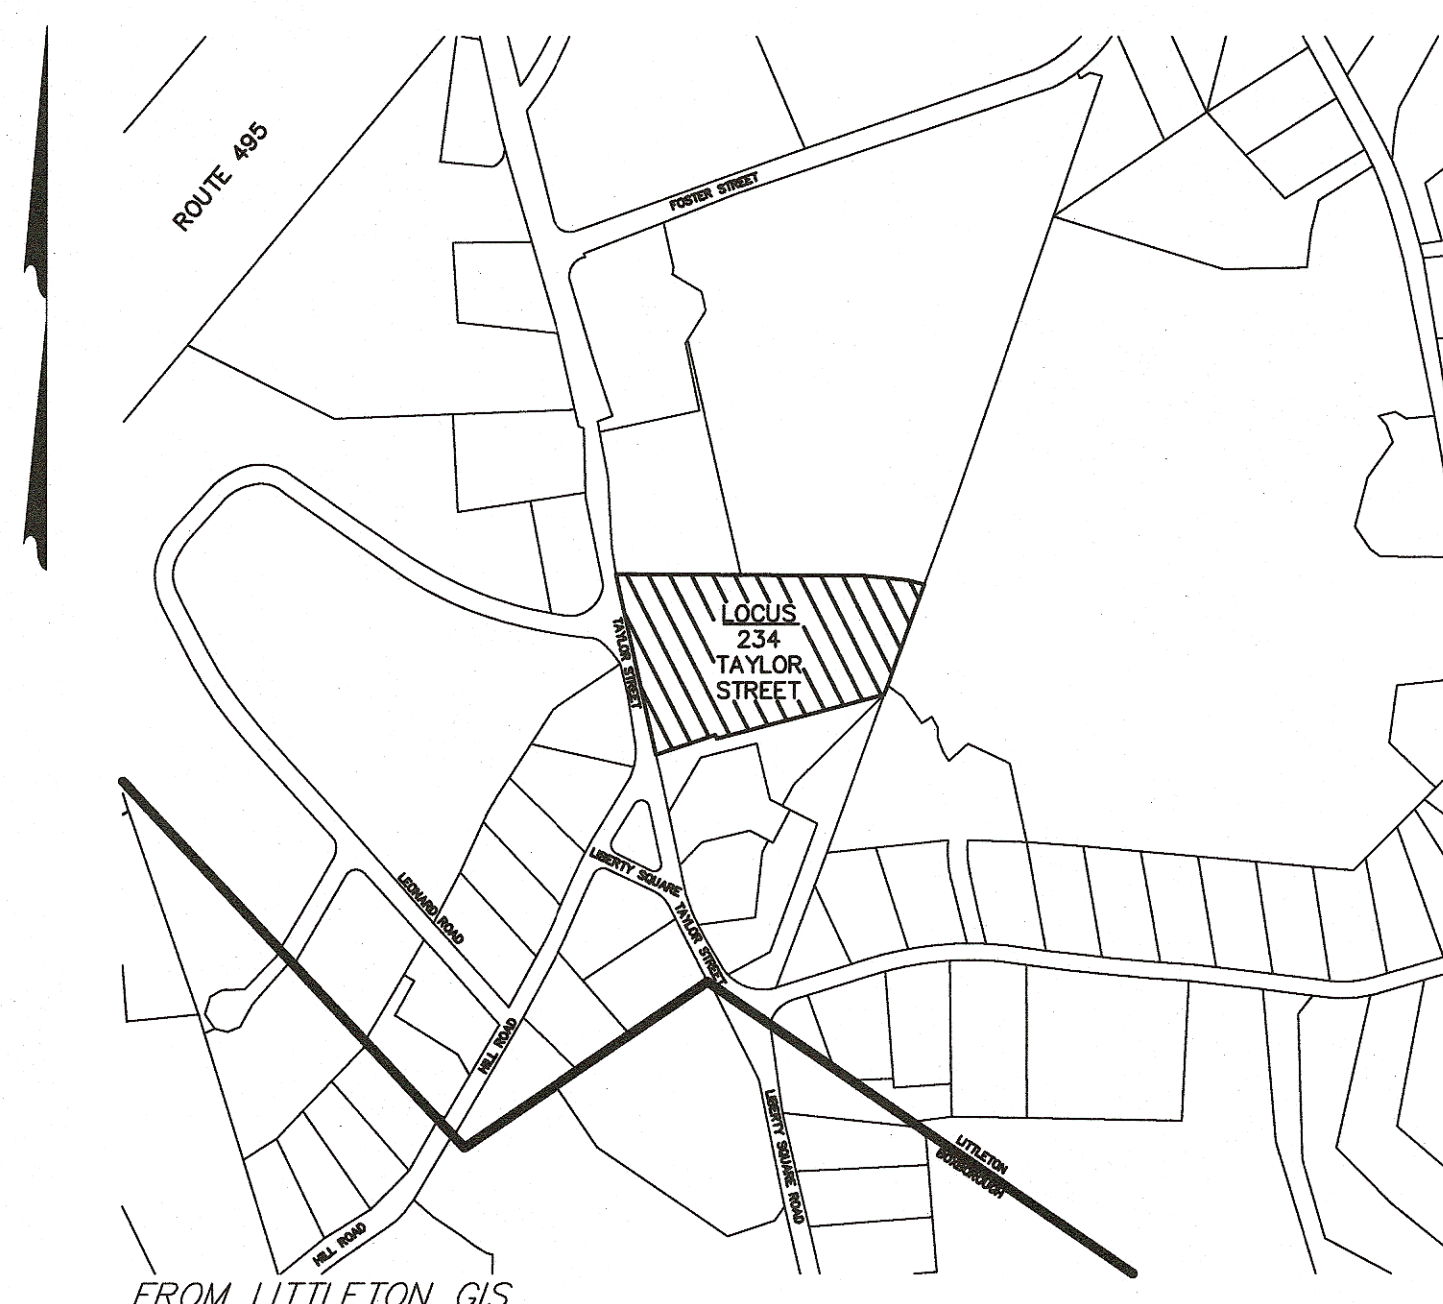 ROUTE 495
FOSTER STREET
LOCUS
234
TAYLOR
STREET
TAYLOR STREET
LIBERTY SQUARE
LEONARD ROAD
TAYLOR STREET
HILL ROAD
LIBERTY SQUARE ROAD
LITTLETON
BOXBOROUGH
HILL ROAD
FROM LITTLETON GIS